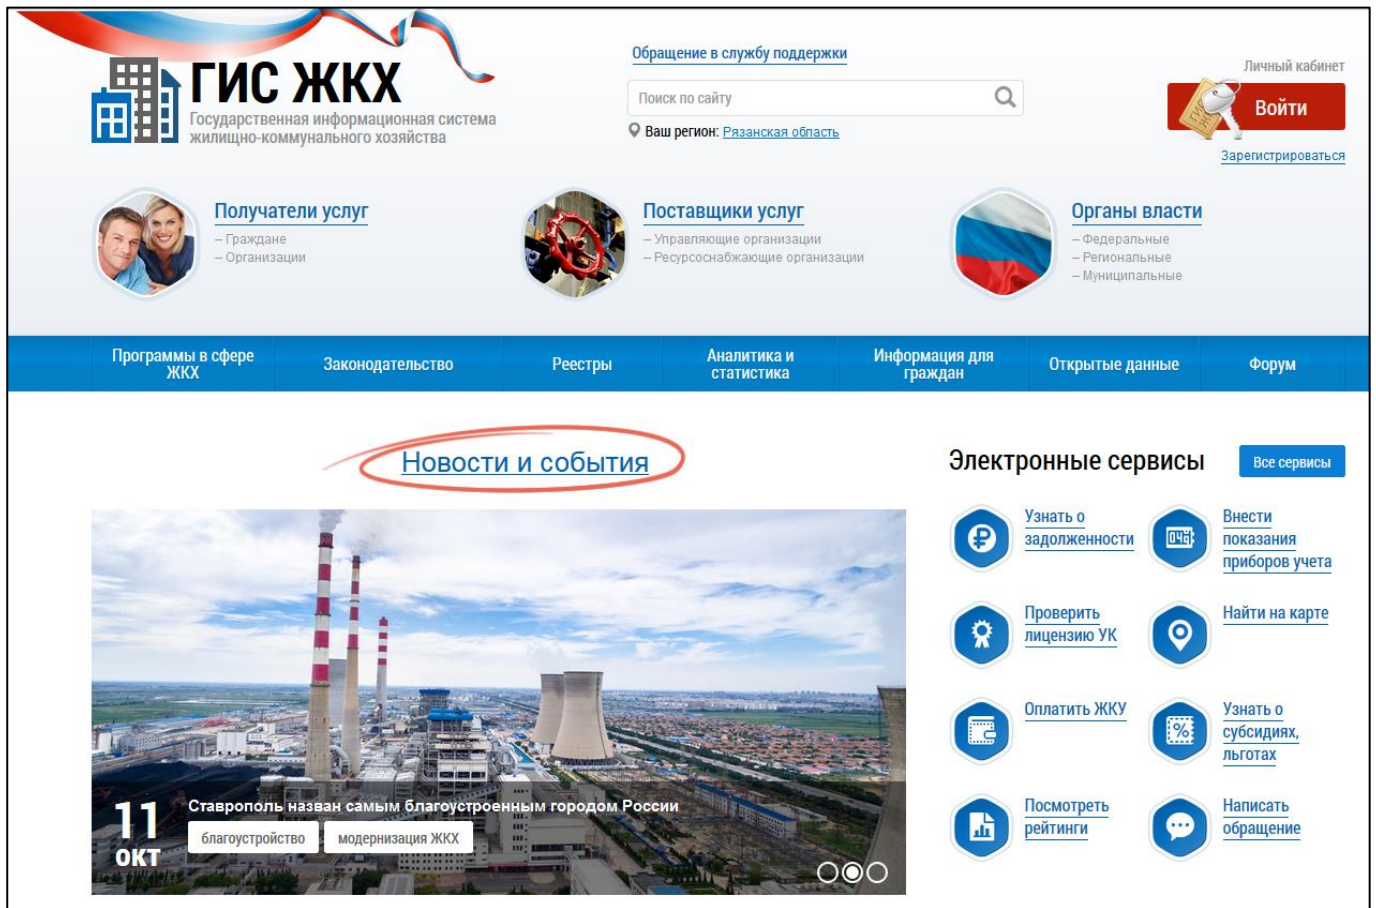 ГИС ЖКХ
Государственная информационная система
жилищно-коммунального хозяйства
Обращение в службу поддержки
Поиск по сайту
Ваш регион: Рязанская область
Личный кабинет
Войти
Зарегистрироваться
Получатели услуг
– Граждане
– Организации
Поставщики услуг
– Управляющие организации
– Ресурсоснабжающие организации
Органы власти
– Федеральные
– Региональные
– Муниципальные
Программы в сфере
ЖКХ
Законодательство
Реестры
Аналитика и
статистика
Информация для
граждан
Открытые данные
Форум
Новости и события
11
ОКТ
Ставрополь назван самым благоустроенным городом России
благоустройство
модернизация ЖКХ
Электронные сервисы
Все сервисы
Узнать о
задолженности
Внести
показания
приборов учета
Проверить
лицензию УК
Найти на карте
Оплатить ЖКУ
Узнать о
субсидиях,
льготах
Посмотреть
рейтинги
Написать
обращение